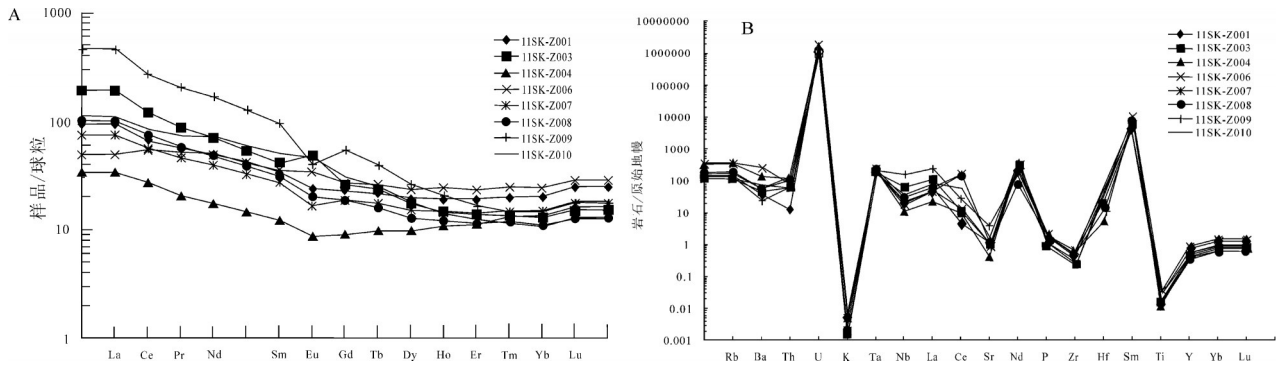 A
样品/球粒
1000
100
10
1
La Ce Pr Nd Sm Eu Gd Tb Dy Ho Er Tm Yb Lu
11SK-Z001
11SK-Z003
11SK-Z004
11SK-Z006
11SK-Z007
11SK-Z008
11SK-Z009
11SK-Z010
B
岩石/原始地幔
10000000
1000000
100000
10000
1000
100
10
1
0.1
0.01
0.001
Rb Ba Th U K Ta Nb La Ce Sr Nd P Zr Hf Sm Ti Y Yb Lu
11SK-Z001
11SK-Z003
11SK-Z004
11SK-Z006
11SK-Z007
11SK-Z008
11SK-Z009
11SK-Z010